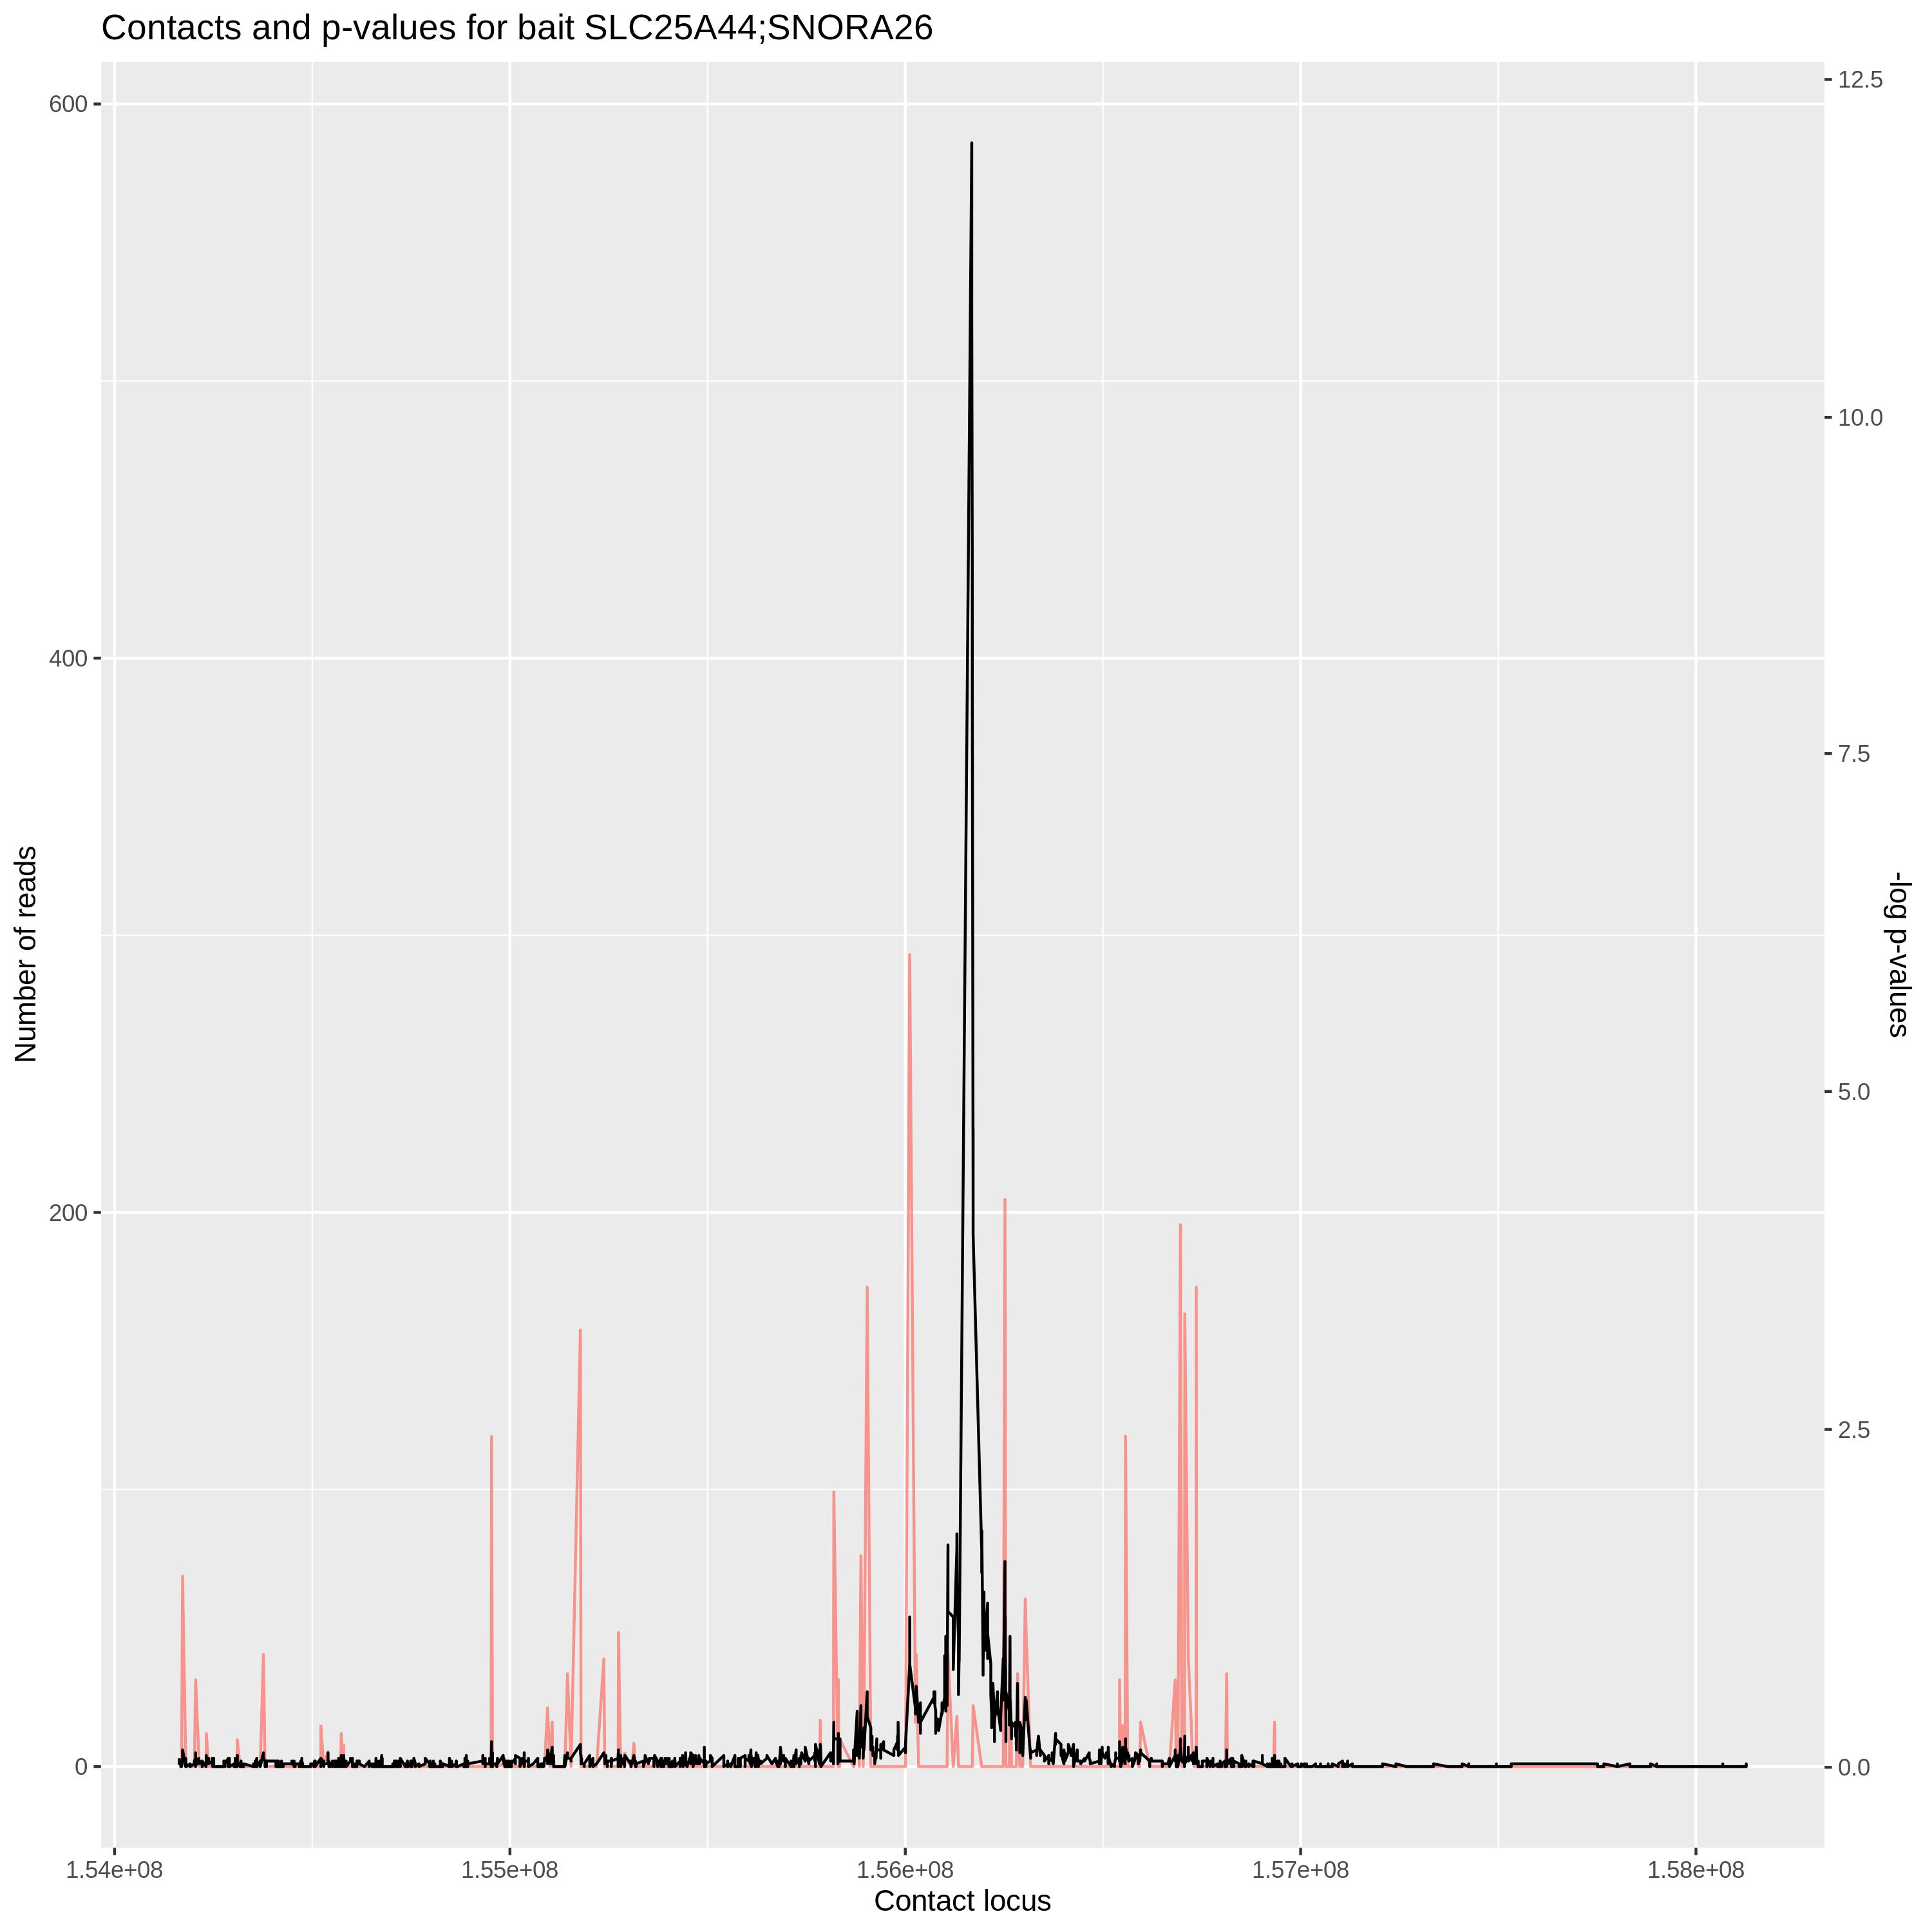 Contacts and p-values for bait SLC25A44;SNORA26
600
400
200
0
Number of reads
12.5
10.0
7.5
5.0
2.5
0.0
-log p-values
1.54e+08 1.55e+08 1.56e+08 1.57e+08 1.58e+08
Contact locus